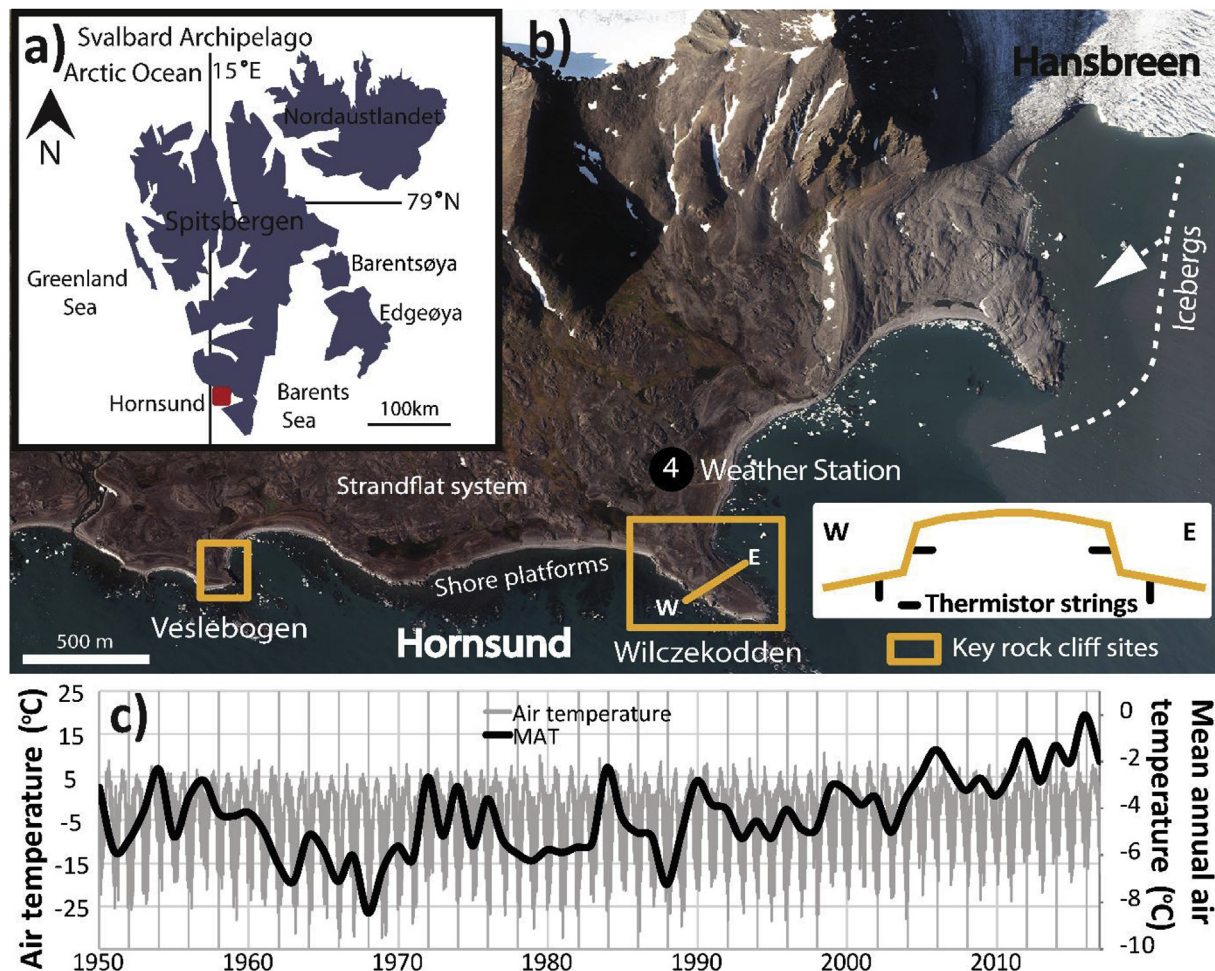 a)
Svalbard Archipelago
Arctic Ocean
15°E
N
Nordaustlandet
79°N
Spitsbergen
Greenland
Sea
Barentsøya
Edgeøya
Hornsund
Barents
Sea
100km
b)
Hansbreen
Icebergs
4 Weather Station
Strandflat system
Shore platforms
Veslebogen
500 m
Hornsund
W
E
Wilczekodden
W
E
Thermistor strings
Key rock cliff sites
c)
Air temperature (°C)
25
15
5
-5
-15
-25
Air temperature
MAT
0
-2
-4
-6
-8
-10
Mean annual air
temperature (°C)
1950
1960
1970
1980
1990
2000
2010